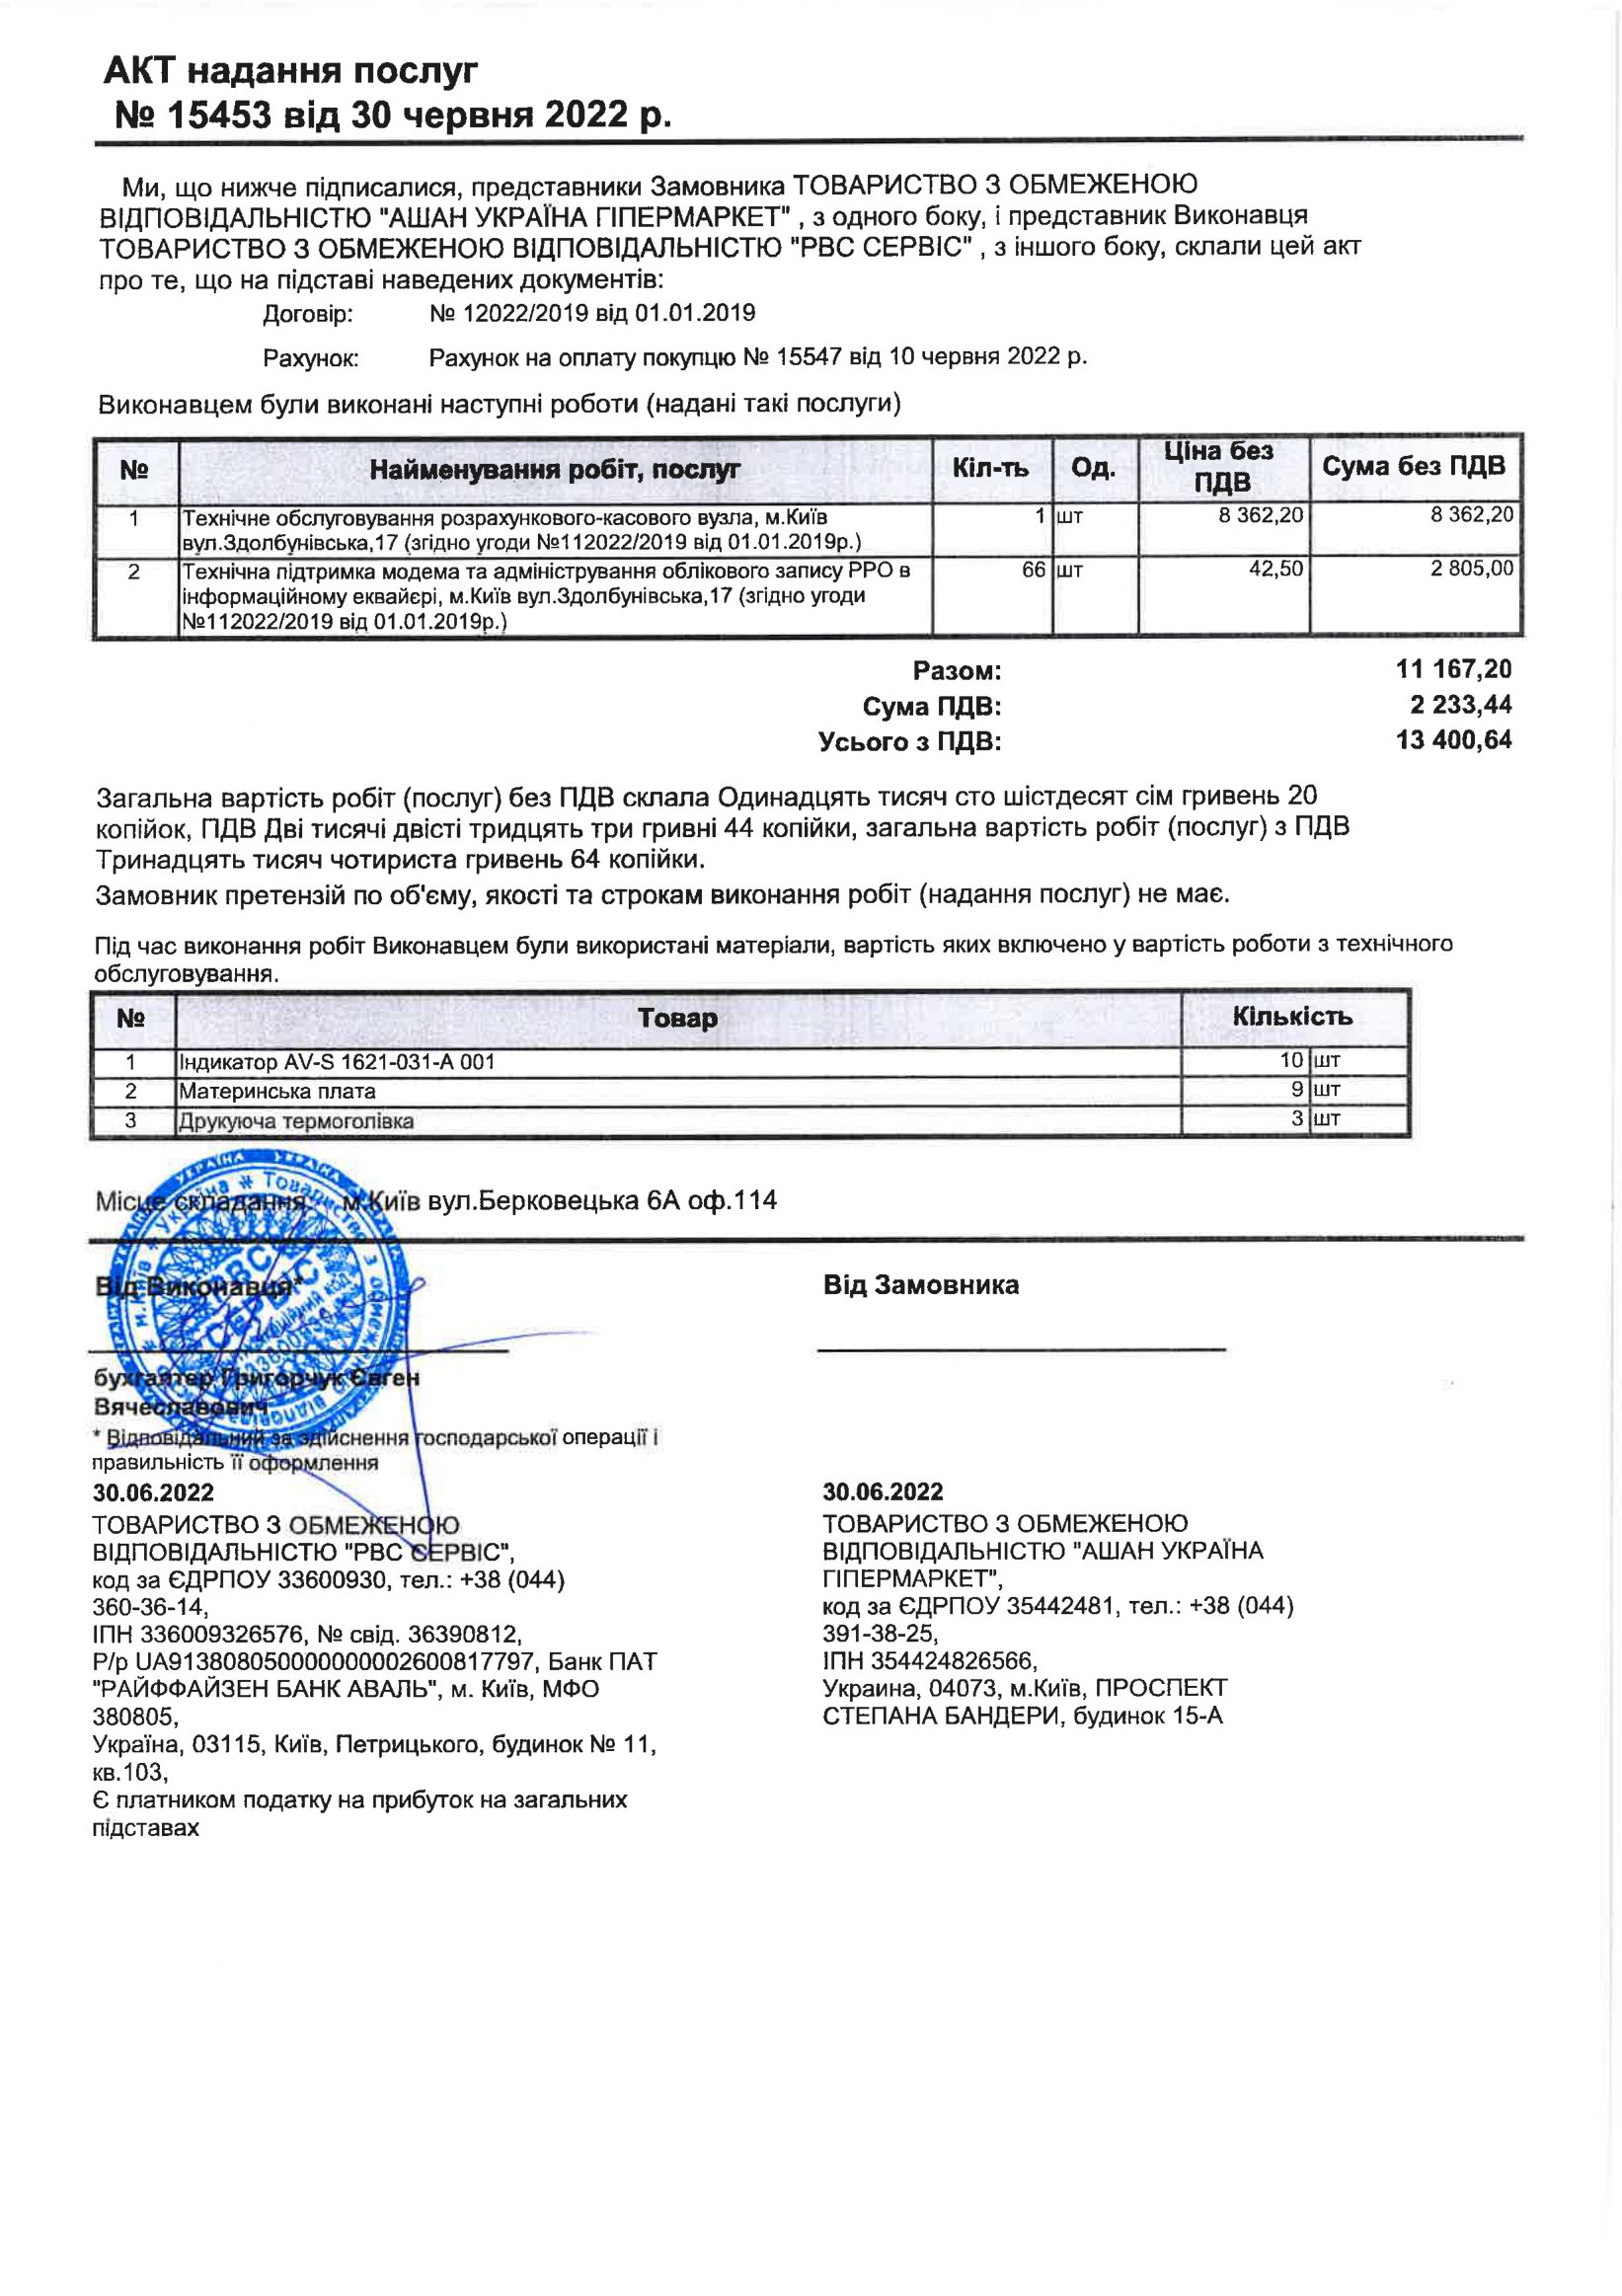 АКТ надання послуг
№ 15453 від 30 червня 2022 р.
Ми, що нижче підписалися, представники Замовника ТОВАРИСТВО З ОБМЕЖЕНОЮ
ВІДПОВІДАЛЬНІСТЮ "АШАН УКРАЇНА ГІПЕРМАРКЕТ" , з одного боку, і представник Виконавця
ТОВАРИСТВО З ОБМЕЖЕНОЮ ВІДПОВІДАЛЬНІСТЮ "РВС СЕРВІС" , з іншого боку, склали цей акт
про те, що на підставі наведених документів:
Договір: № 12022/2019 від 01.01.2019
Рахунок: Рахунок на оплату покупцю № 15547 від 10 червня 2022 р.
Виконавцем були виконані наступні роботи (надані такі послуги)
№ Найменування робіт, послуг Кіл-ть Од. Ціна без ПДВ Сума без ПДВ
1 Технічне обслуговування розрахункового-касового вузла, м.Київ 1 шт 8 362,20 8 362,20
вул.Здолбунівська,17 (згідно угоди №112022/2019 від 01.01.2019р.)
2 Технічна підтримка модема та адміністрування облікового запису РРО в 66 шт 42,50 2 805,00
інформаційному еквайєрі, м.Київ вул.Здолбунівська,17 (згідно угоди
№112022/2019 від 01.01.2019р.)
Разом: 11 167,20
Сума ПДВ: 2 233,44
Усього з ПДВ: 13 400,64
Загальна вартість робіт (послуг) без ПДВ склала Одинадцять тисяч сто шістдесят сім гривень 20
копійок, ПДВ Дві тисячі двісті тридцять три гривні 44 копійки, загальна вартість робіт (послуг) з ПДВ
Тринадцять тисяч чотириста гривень 64 копійки.
Замовник претензій по об'єму, якості та строкам виконання робіт (надання послуг) не має.
Під час виконання робіт Виконавцем були використані матеріали, вартість яких включено у вартість роботи з технічного
обслуговування.
№ Товар Кількість
1 Індикатор AV-S 1621-031-A 001 10 шт
2 Материнська плата 9 шт
3 Друкуюча термоголівка 3 шт
Місце складання: м.Київ вул.Берковецька 6А оф.114
Від Виконавця*
бухгалтер Григорчук Євген
Вячеславович
* Відповідальний за здійснення господарської операції і
правильність її оформлення
30.06.2022
ТОВАРИСТВО З ОБМЕЖЕНОЮ
ВІДПОВІДАЛЬНІСТЮ "РВС СЕРВІС",
код за ЄДРПОУ 33600930, тел.: +38 (044)
360-36-14,
ІПН 336009326576, № свід. 36390812,
Р/р UA913808050000000002600817797, Банк ПАТ
"РАЙФФАЙЗЕН БАНК АВАЛЬ", м. Київ, МФО
380805,
Україна, 03115, Київ, Петрицького, будинок № 11,
кв.103,
Є платником податку на прибуток на загальних
підставах
Від Замовника
30.06.2022
ТОВАРИСТВО З ОБМЕЖЕНОЮ
ВІДПОВІДАЛЬНІСТЮ "АШАН УКРАЇНА
ГІПЕРМАРКЕТ",
код за ЄДРПОУ 35442481, тел.: +38 (044)
391-38-25,
ІПН 354424826566,
Украина, 04073, м.Київ, ПРОСПЕКТ
СТЕПАНА БАНДЕРИ, будинок 15-А